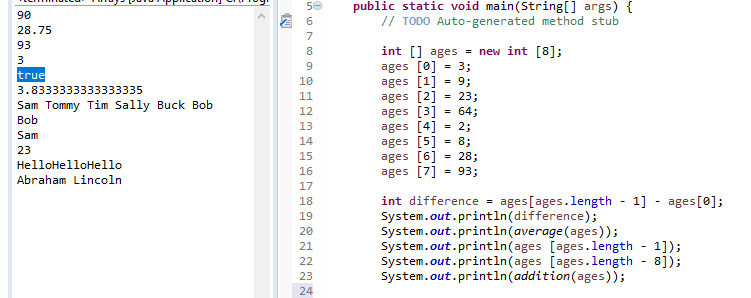 90
28.75
93
3
true
3.8333333333333335
Sam Tommy Tim Sally Buck Bob
Bob
Sam
23
HelloHelloHello
Abraham Lincoln
5 public static void main(String[] args) {
6 // TODO Auto-generated method stub
7
8 int [] ages = new int [8];
9 ages [0] = 3;
10 ages [1] = 9;
11 ages [2] = 23;
12 ages [3] = 64;
13 ages [4] = 2;
14 ages [5] = 8;
15 ages [6] = 28;
16 ages [7] = 93;
17
18 int difference = ages[ages.length - 1] - ages[0];
19 System.out.println(difference);
20 System.out.println(average(ages));
21 System.out.println(ages [ages.length - 1]);
22 System.out.println(ages [ages.length - 8]);
23 System.out.println(addition(ages));
24